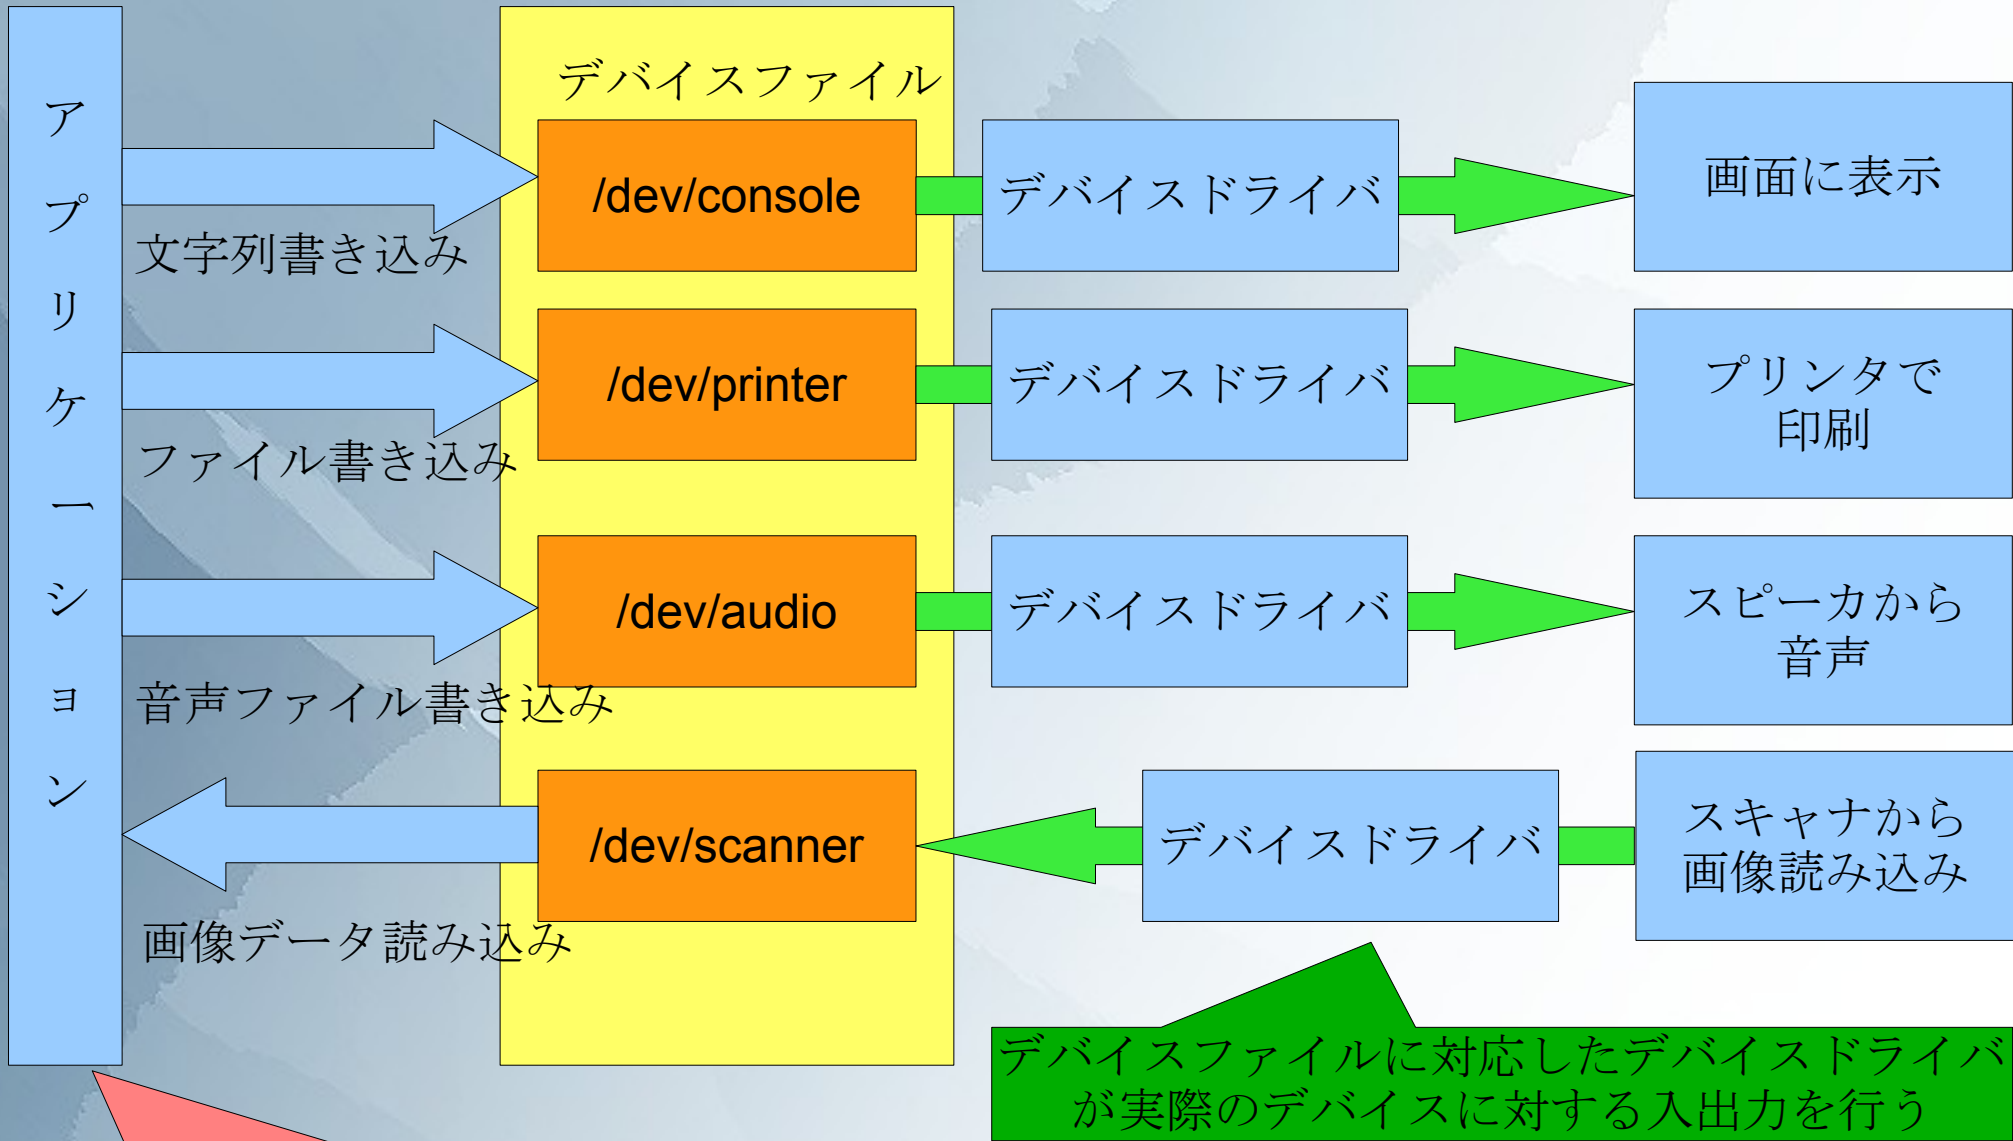 アプリケーション
デバイスファイル
/dev/console
デバイスドライバ
画面に表示
文字列書き込み
/dev/printer
デバイスドライバ
プリンタで
印刷
ファイル書き込み
/dev/audio
デバイスドライバ
スピーカから
音声
音声ファイル書き込み
/dev/scanner
デバイスドライバ
スキャナから
画像読み込み
画像データ読み込み
デバイスファイルに対応したデバイスドライバ
が実際のデバイスに対する入出力を行う